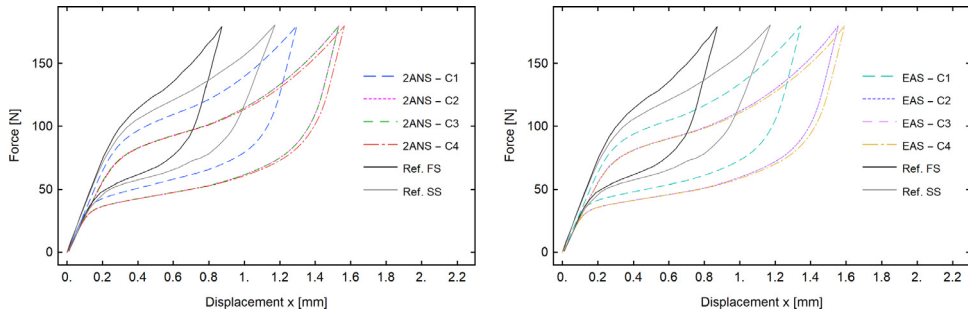 150
100
50
0
Force [N]
0. 0.2 0.4 0.6 0.8 1. 1.2 1.4 1.6 1.8 2. 2.2
Displacement x [mm]
2ANS – C1
2ANS – C2
2ANS – C3
2ANS – C4
Ref. FS
Ref. SS
150
100
50
0
Force [N]
0. 0.2 0.4 0.6 0.8 1. 1.2 1.4 1.6 1.8 2. 2.2
Displacement x [mm]
EAS – C1
EAS – C2
EAS – C3
EAS – C4
Ref. FS
Ref. SS